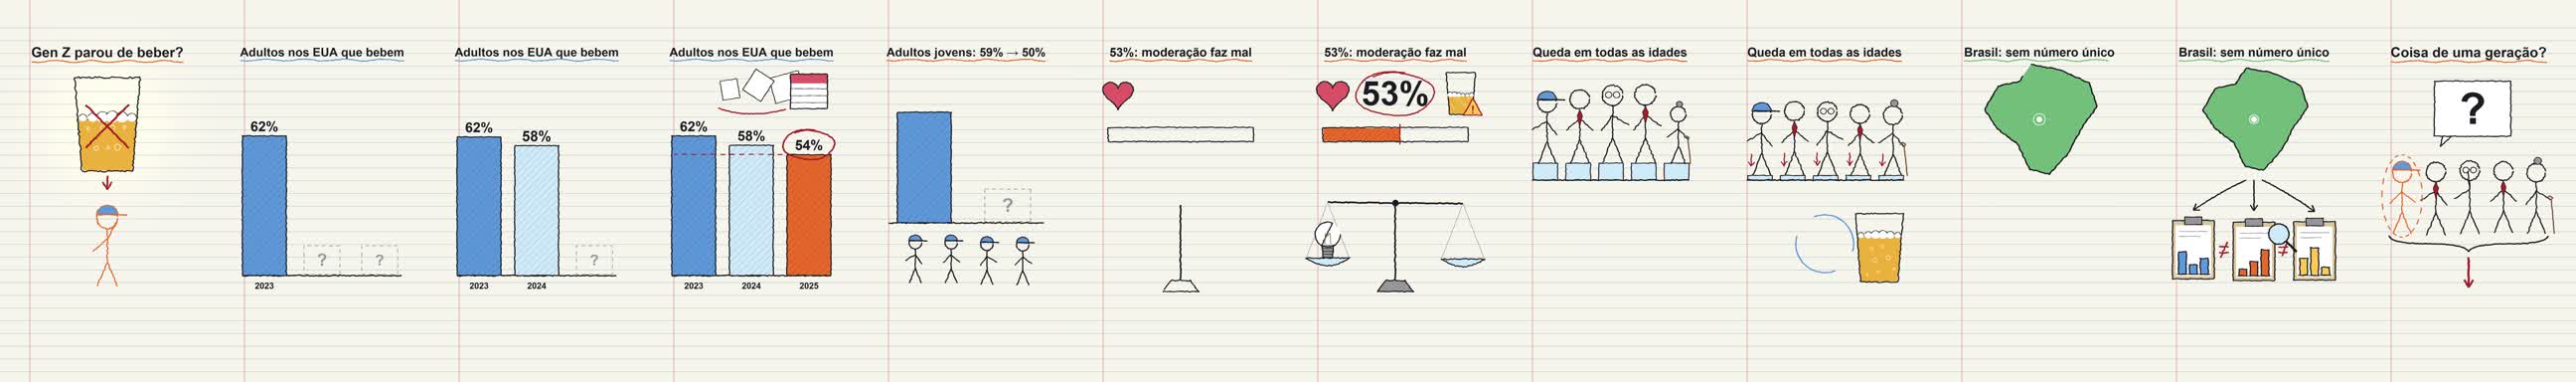 Gen Z parou de beber?
Adultos nos EUA que bebem
62%
?
?
2023
Adultos nos EUA que bebem
62%
58%
?
2023
2024
Adultos nos EUA que bebem
62%
58%
54%
2023
2024
2025
Adultos jovens: 59% → 50%
?
53%: moderação faz mal
53%: moderação faz mal
53%
!
Queda em todas as idades
Queda em todas as idades
Brasil: sem número único
Brasil: sem número único
≠
≠
Coisa de uma geração?
?